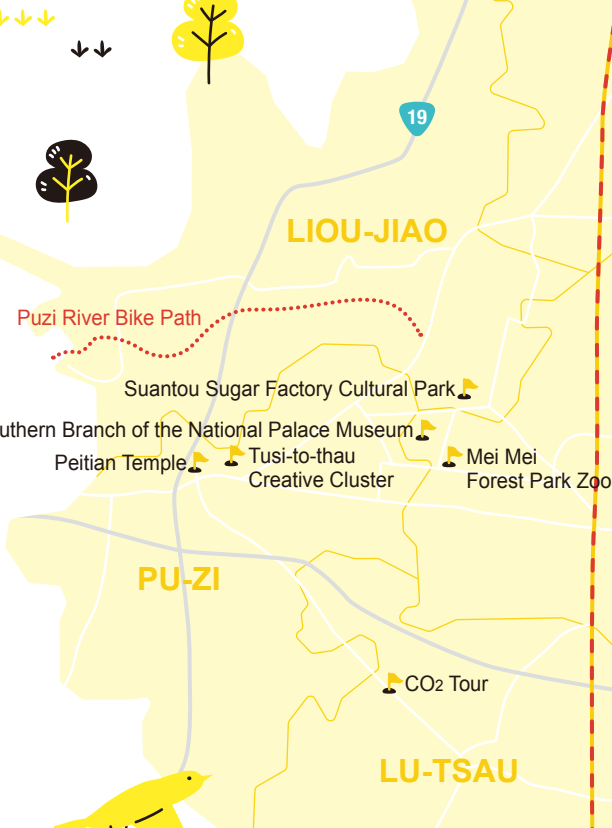 19
LIOU-JIAO
Puzi River Bike Path
Suantou Sugar Factory Cultural Park
uthern Branch of the National Palace Museum
Peitian Temple
Tusi-to-thau
Creative Cluster
Mei Mei
Forest Park Zoo
PU-ZI
CO2 Tour
LU-TSAU